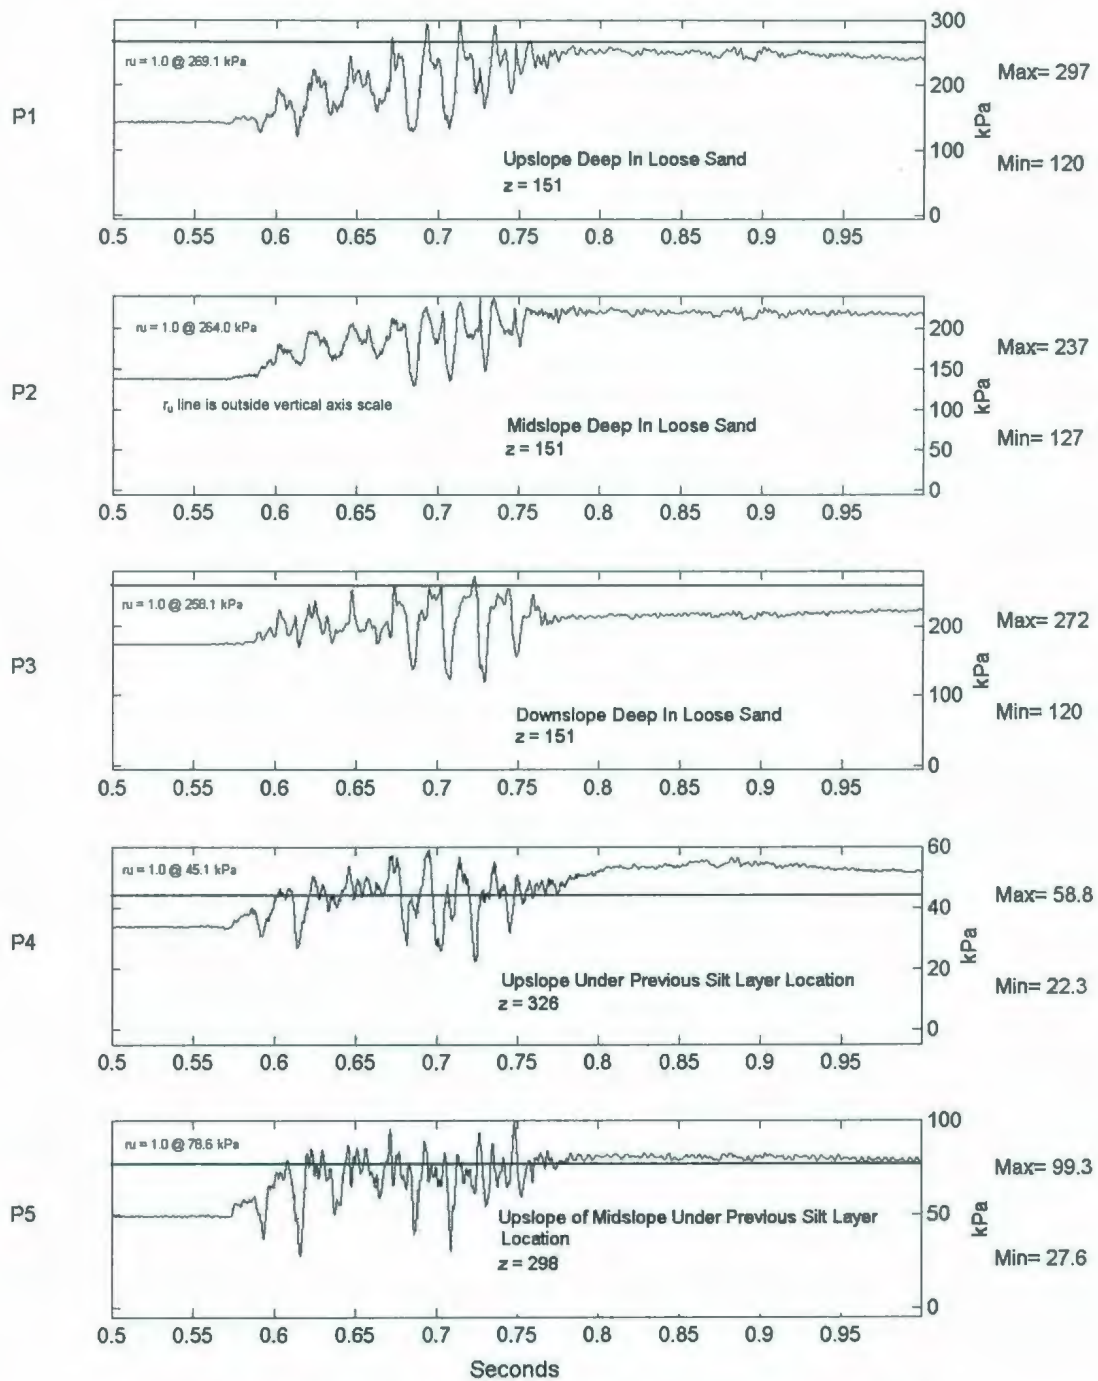 P1
ru = 1.0 @ 269.1 kPa
Upslope Deep In Loose Sand
z = 151
300
200
100
0
kPa
Max= 297
Min= 120
0.5 0.55 0.6 0.65 0.7 0.75 0.8 0.85 0.9 0.95
P2
ru = 1.0 @ 264.0 kPa
ru line is outside vertical axis scale
Midslope Deep In Loose Sand
z = 151
200
150
100
50
0
kPa
Max= 237
Min= 127
0.5 0.55 0.6 0.65 0.7 0.75 0.8 0.85 0.9 0.95
P3
ru = 1.0 @ 258.1 kPa
Downslope Deep In Loose Sand
z = 151
200
100
0
kPa
Max= 272
Min= 120
0.5 0.55 0.6 0.65 0.7 0.75 0.8 0.85 0.9 0.95
P4
ru = 1.0 @ 45.1 kPa
Upslope Under Previous Silt Layer Location
z = 326
60
40
20
0
kPa
Max= 58.8
Min= 22.3
0.5 0.55 0.6 0.65 0.7 0.75 0.8 0.85 0.9 0.95
P5
ru = 1.0 @ 78.6 kPa
Upslope of Midslope Under Previous Silt Layer
Location
z = 298
100
50
0
kPa
Max= 99.3
Min= 27.6
0.5 0.55 0.6 0.65 0.7 0.75 0.8 0.85 0.9 0.95
Seconds